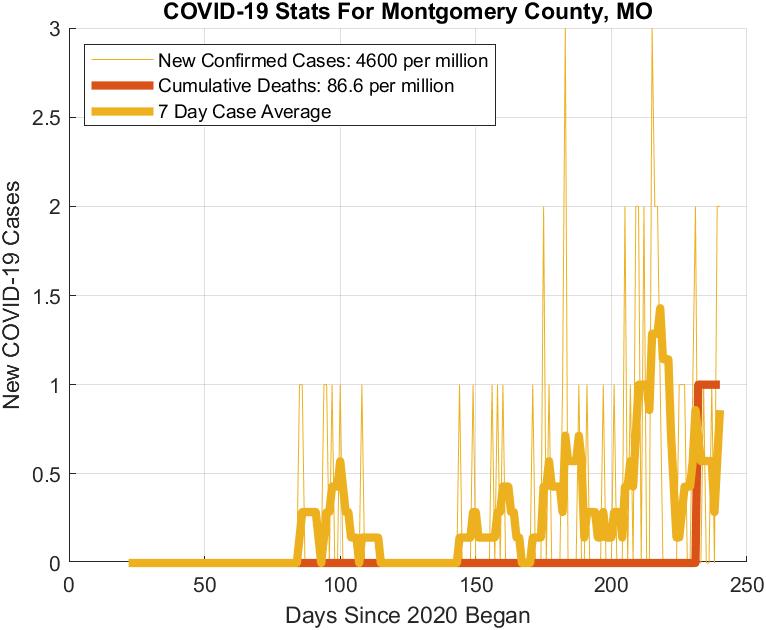 COVID-19 Stats For Montgomery County, MO
New Confirmed Cases: 4600 per million
Cumulative Deaths: 86.6 per million
7 Day Case Average
New COVID-19 Cases
3
2.5
2
1.5
1
0.5
0
0 50 100 150 200 250
Days Since 2020 Began